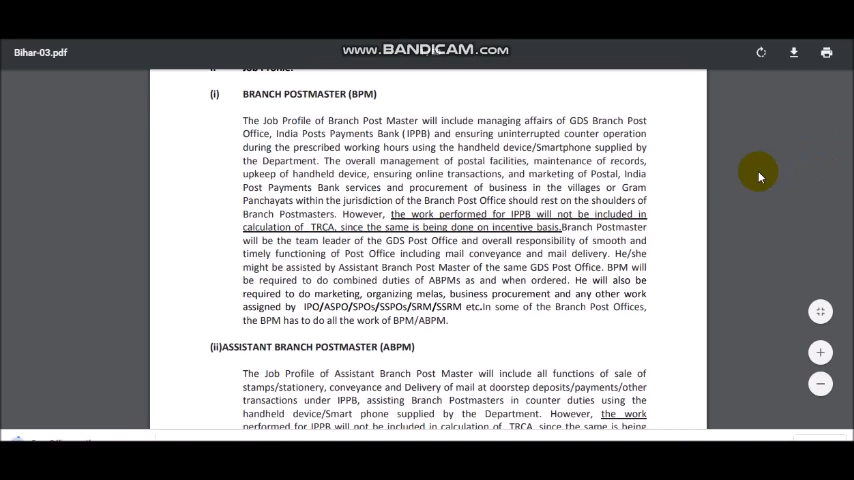 www.BANDICAM.com
Bihar-03.pdf
(i) BRANCH POSTMASTER (BPM)
The Job Profile of Branch Post Master will include managing affairs of GDS Branch Post
Office, India Posts Payments Bank (IPPB) and ensuring uninterrupted counter operation
during the prescribed working hours using the handheld device/Smartphone supplied by
the Department. The overall management of postal facilities, maintenance of records,
upkeep of handheld device, ensuring online transactions, and marketing of Postal, India
Post Payments Bank services and procurement of business in the villages or Gram
Panchayats within the jurisdiction of the Branch Post Office should rest on the shoulders of
Branch Postmasters. However, the work performed for IPPB will not be included in
calculation of TRCA, since the same is being done on incentive basis.Branch Postmaster
will be the team leader of the GDS Post Office and overall responsibility of smooth and
timely functioning of Post Office including mail conveyance and mail delivery. He/she
might be assisted by Assistant Branch Post Master of the same GDS Post Office. BPM will
be required to do combined duties of ABPMs as and when ordered. He will also be
required to do marketing, organizing melas, business procurement and any other work
assigned by IPO/ASPO/SPOs/SSPOs/SRM/SSRM etc.In some of the Branch Post Offices,
the BPM has to do all the work of BPM/ABPM.
(ii)ASSISTANT BRANCH POSTMASTER (ABPM)
The Job Profile of Assistant Branch Post Master will include all functions of sale of
stamps/stationery, conveyance and Delivery of mail at doorstep deposits/payments/other
transactions under IPPB, assisting Branch Postmasters in counter duties using the
handheld device/Smart phone supplied by the Department. However, the work
performed for IPPB will not be included in calculation of TRCA, since the same is being